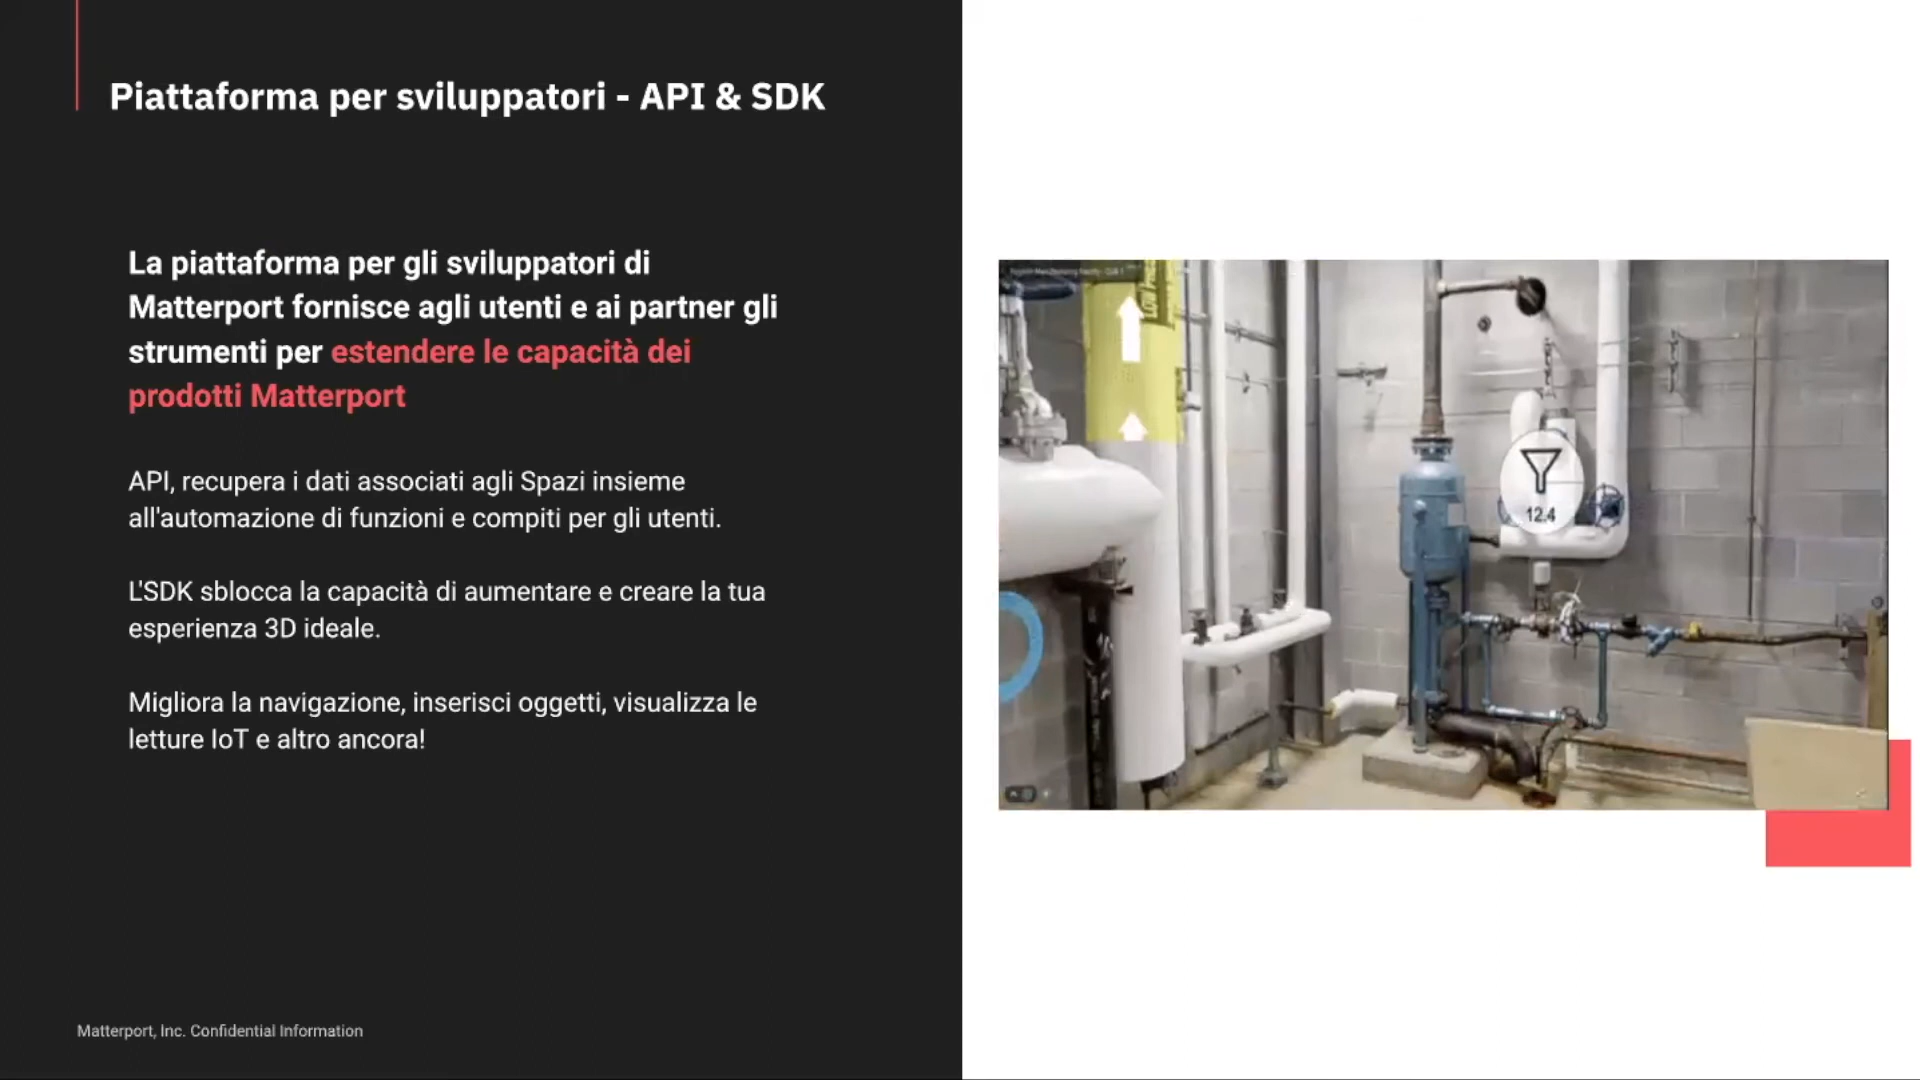 Piattaforma per sviluppatori - API & SDK
La piattaforma per gli sviluppatori di
Matterport fornisce agli utenti e ai partner gli
strumenti per estendere le capacità dei
prodotti Matterport
API, recupera i dati associati agli Spazi insieme
all'automazione di funzioni e compiti per gli utenti.
L'SDK sblocca la capacità di aumentare e creare la tua
esperienza 3D ideale.
Migliora la navigazione, inserisci oggetti, visualizza le
letture IoT e altro ancora!
LOW
12.4
Matterport, Inc. Confidential Information